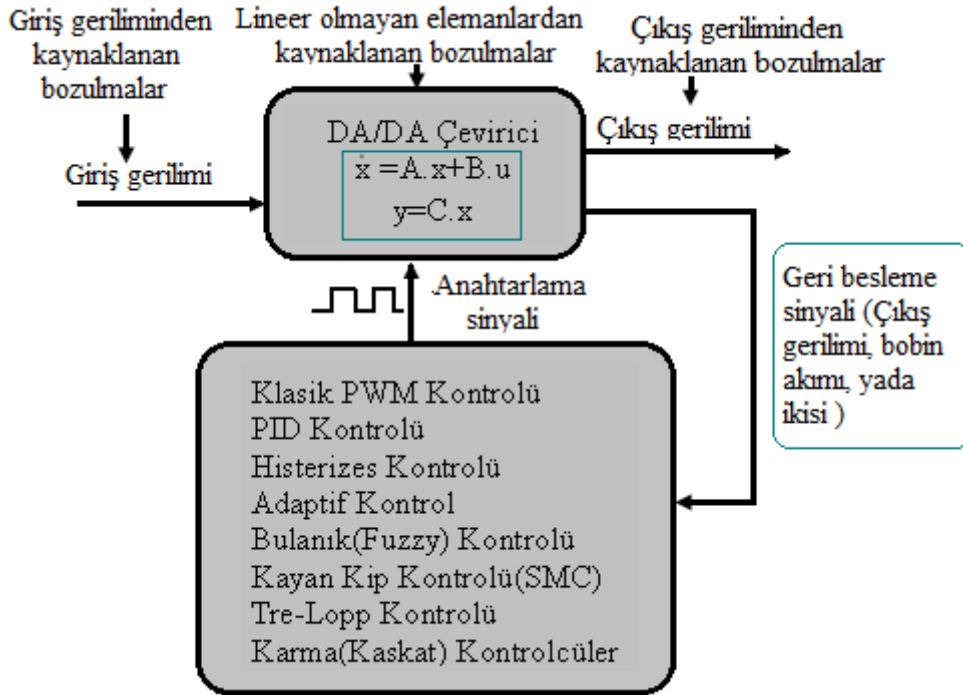 Giriş geriliminden
kaynaklanan
bozulmalar
Lineer olmayan elemanlardan
kaynaklanan bozulmalar
Çıkış geriliminden
kaynaklanan bozulmalar
Giriş gerilimi
DA/DA Çevirici
ẋ =A.x+B.u
y=C.x
Çıkış gerilimi
Anahtarlama
sinyali
Geri besleme
sinyali (Çıkış
gerilimi, bobin
akımı, yada
ikisi )
Klasik PWM Kontrolü
PID Kontrolü
Histerizes Kontrolü
Adaptif Kontrol
Bulanık(Fuzzy) Kontrolü
Kayan Kip Kontrolü(SMC)
Tre-Lopp Kontrolü
Karma(Kaskat) Kontrolcüler